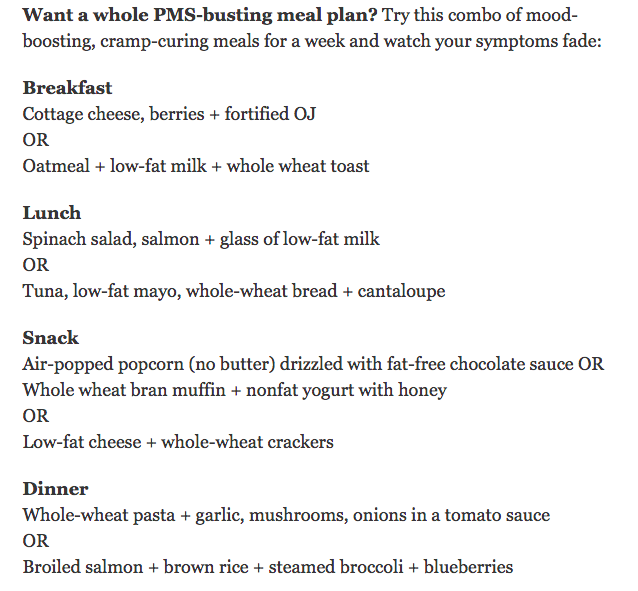 Want a whole PMS-busting meal plan? Try this combo of mood-
boosting, cramp-curing meals for a week and watch your symptoms fade:
Breakfast
Cottage cheese, berries + fortified OJ
OR
Oatmeal + low-fat milk + whole wheat toast
Lunch
Spinach salad, salmon + glass of low-fat milk
OR
Tuna, low-fat mayo, whole-wheat bread + cantaloupe
Snack
Air-popped popcorn (no butter) drizzled with fat-free chocolate sauce OR
Whole wheat bran muffin + nonfat yogurt with honey
OR
Low-fat cheese + whole-wheat crackers
Dinner
Whole-wheat pasta + garlic, mushrooms, onions in a tomato sauce
OR
Broiled salmon + brown rice + steamed broccoli + blueberries